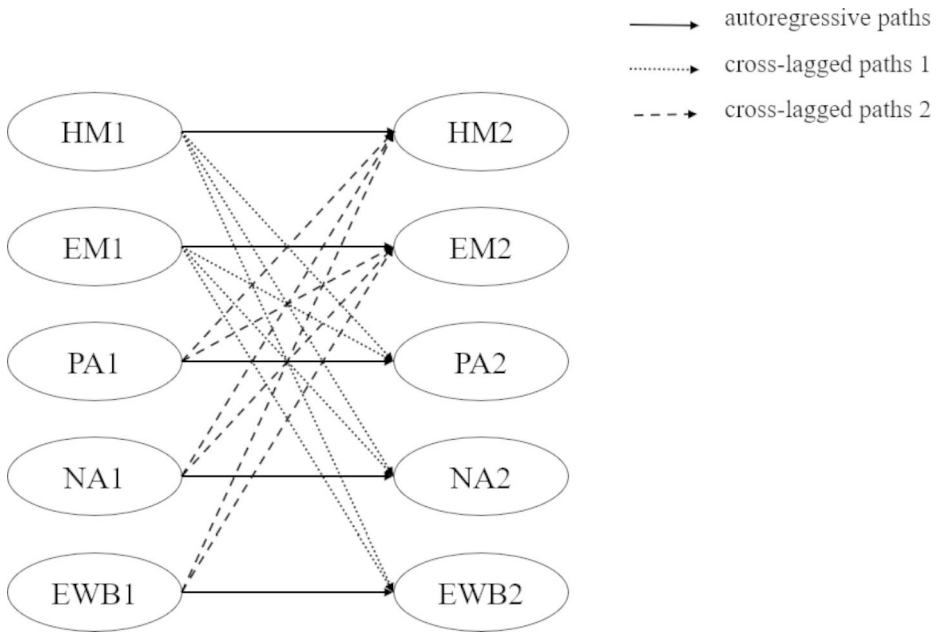 autoregressive paths
cross-lagged paths 1
cross-lagged paths 2
HM1 HM2
EM1 EM2
PA1 PA2
NA1 NA2
EWB1 EWB2